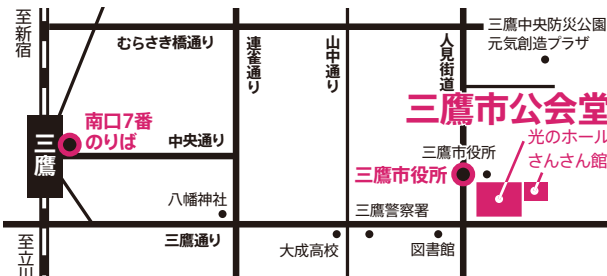 至新宿
むらさき橋通り
連雀通り
山中通り
人見街道
三鷹中央防災公園
元気創造プラザ
三鷹市公会堂
光のホール
さんさん館
南口7番
のりば
三鷹
中央通り
三鷹市役所
三鷹市役所
八幡神社
三鷹警察署
三鷹通り
大成高校
図書館
至立川